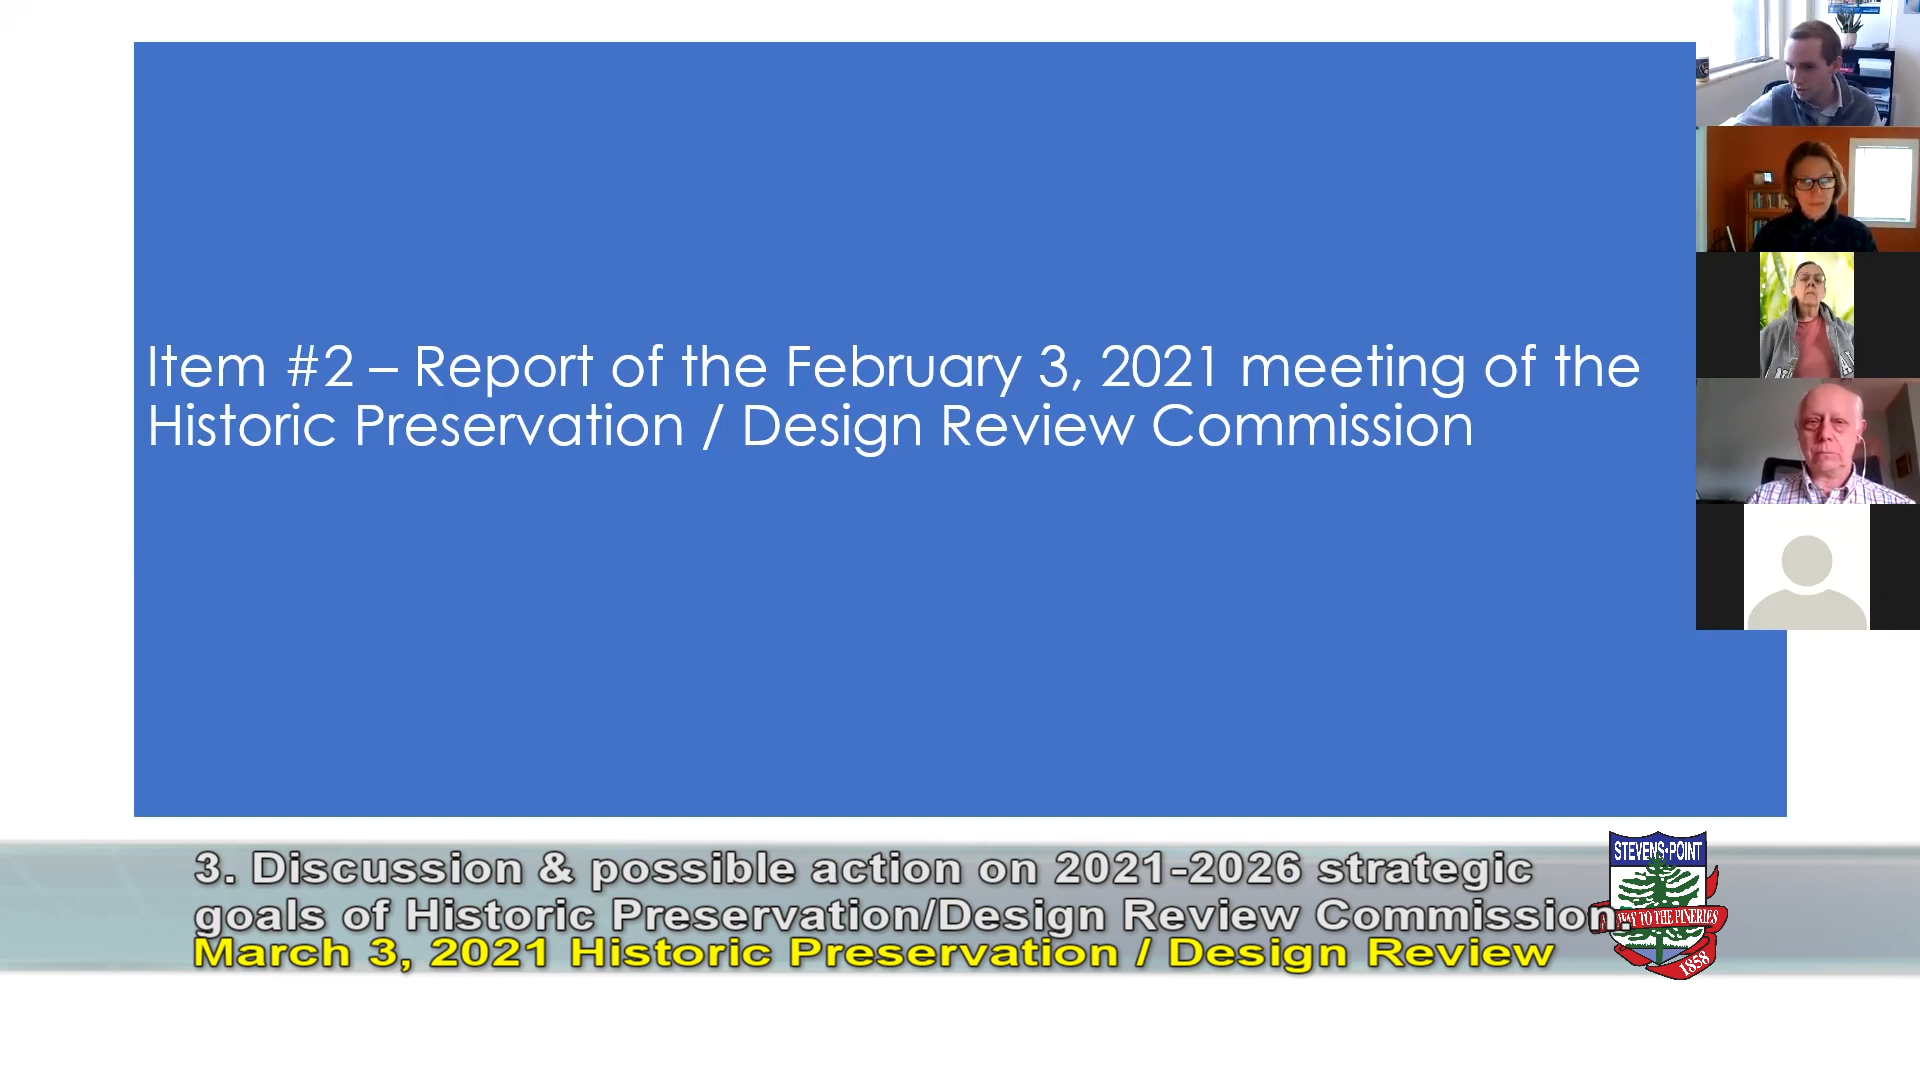 Item #2 – Report of the February 3, 2021 meeting of the
Historic Preservation / Design Review Commission
3. Discussion & possible action on 2021-2026 strategic
goals of Historic Preservation/Design Review Commission.
March 3, 2021 Historic Preservation / Design Review
STEVENS•POINT
WAY TO THE PINERIES
1858